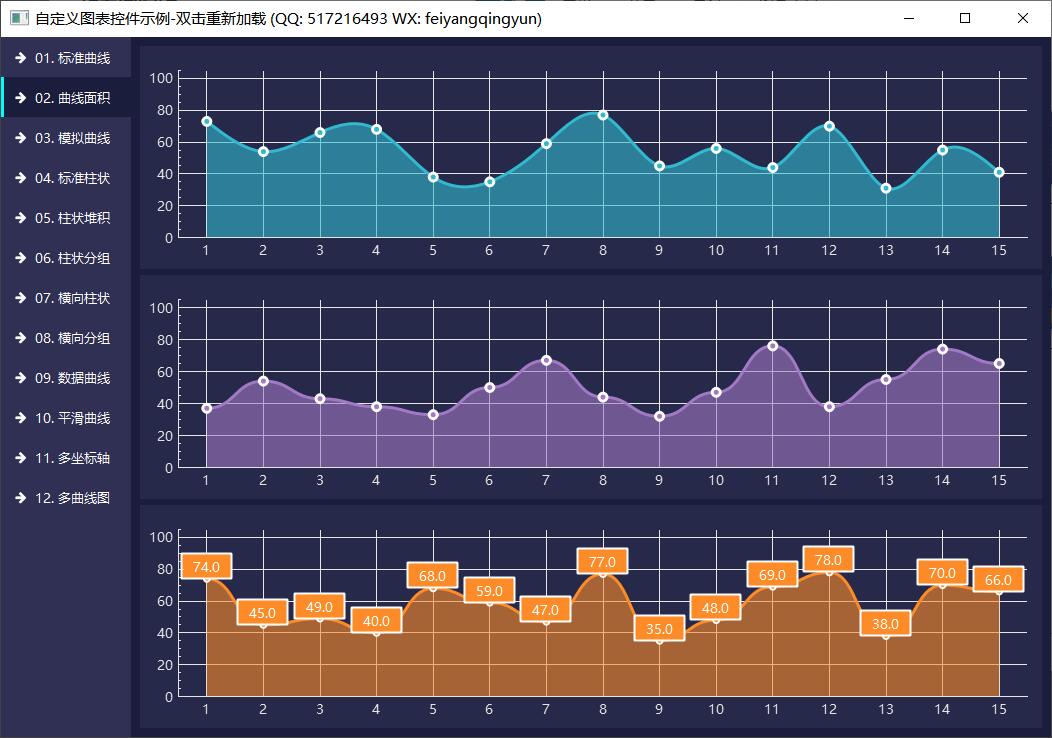 自定义图表控件示例-双击重新加载 (QQ: 517216493 WX: feiyangqingyun)
01. 标准曲线
02. 曲线面积
03. 模拟曲线
04. 标准柱状
05. 柱状堆积
06. 柱状分组
07. 横向柱状
08. 横向分组
09. 数据曲线
10. 平滑曲线
11. 多坐标轴
12. 多曲线图
100
80
60
40
20
0
1 2 3 4 5 6 7 8 9 10 11 12 13 14 15
100
80
60
40
20
0
1 2 3 4 5 6 7 8 9 10 11 12 13 14 15
100
80
60
40
20
0
74.0 45.0 49.0 40.0 68.0 59.0 47.0 77.0 35.0 48.0 69.0 78.0 38.0 70.0 66.0
1 2 3 4 5 6 7 8 9 10 11 12 13 14 15